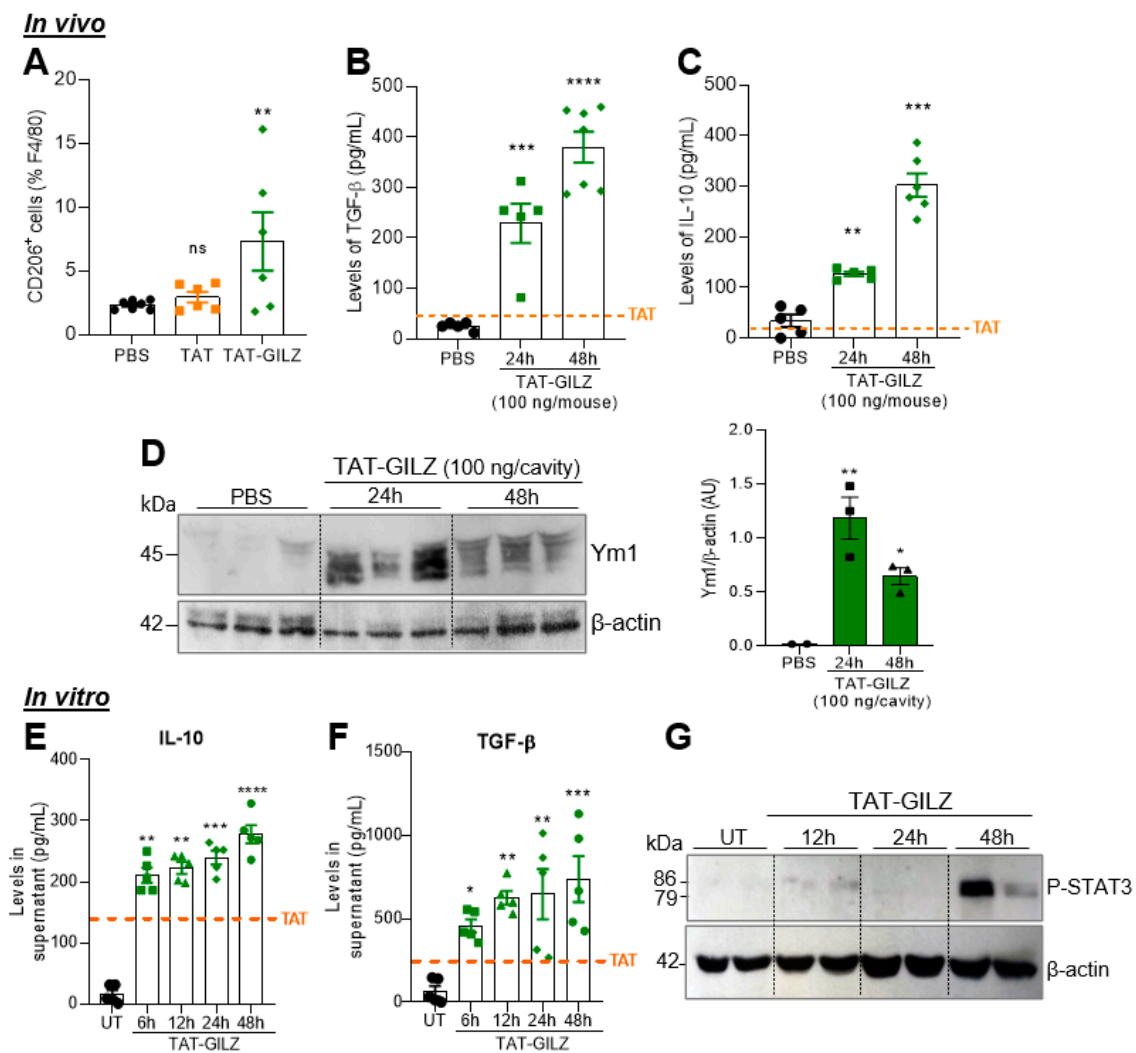 In vivo
A
CD206+ cells (% F4/80)
20
15
10
5
0
**
ns
PBS
TAT
TAT-GILZ
B
Levels of TGF-β (pg/mL)
500
400
300
200
100
0
****
***
TAT
PBS
24h
48h
TAT-GILZ
(100 ng/mouse)
C
Levels of IL-10 (pg/mL)
500
400
300
200
100
0
***
**
TAT
PBS
24h
48h
TAT-GILZ
(100 ng/mouse)
D
TAT-GILZ (100 ng/cavity)
kDa
PBS
24h
48h
45
Ym1
42
β-actin
Ym1/β-actin (AU)
2.0
1.5
1.0
0.5
0.0
**
*
PBS
24h
48h
TAT-GILZ
(100 ng/cavity)
In vitro
E
IL-10
Levels in
supernatant (pg/mL)
400
300
200
100
0
**
**
***
****
TAT
UT
6h
12h
24h
48h
TAT-GILZ
F
TGF-β
Levels in
supernatant (pg/mL)
1500
1000
500
0
*
**
**
***
TAT
UT
6h
12h
24h
48h
TAT-GILZ
G
TAT-GILZ
kDa
UT
12h
24h
48h
86
79
P-STAT3
42
β-actin